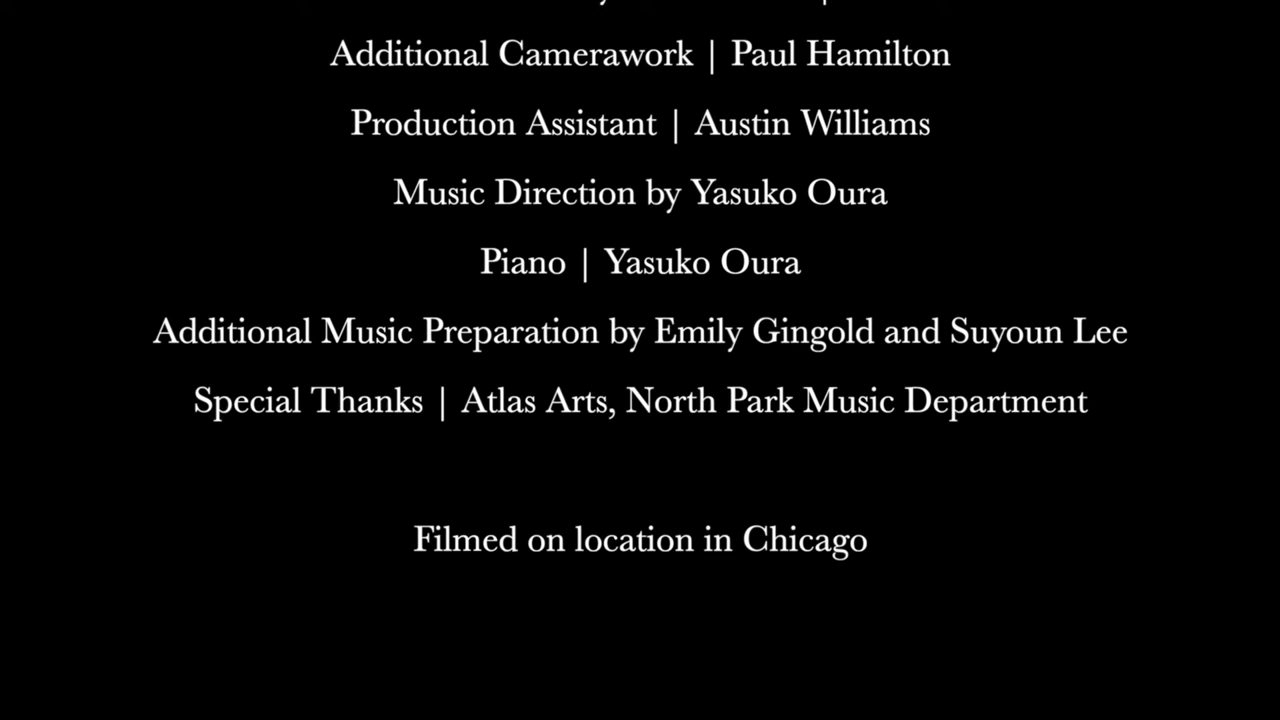 Additional Camerawork | Paul Hamilton
Production Assistant | Austin Williams
Music Direction by Yasuko Oura
Piano | Yasuko Oura
Additional Music Preparation by Emily Gingold and Suyoun Lee
Special Thanks | Atlas Arts, North Park Music Department
Filmed on location in Chicago